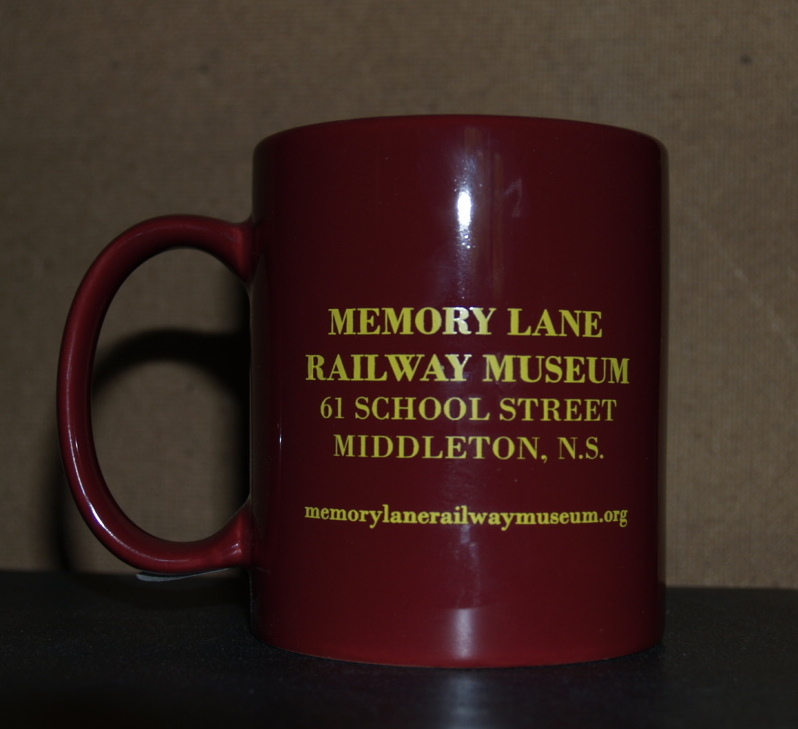 MEMORY LANE
RAILWAY MUSEUM
61 SCHOOL STREET
MIDDLETON, N.S.
memorylanerailwaymuseum.org